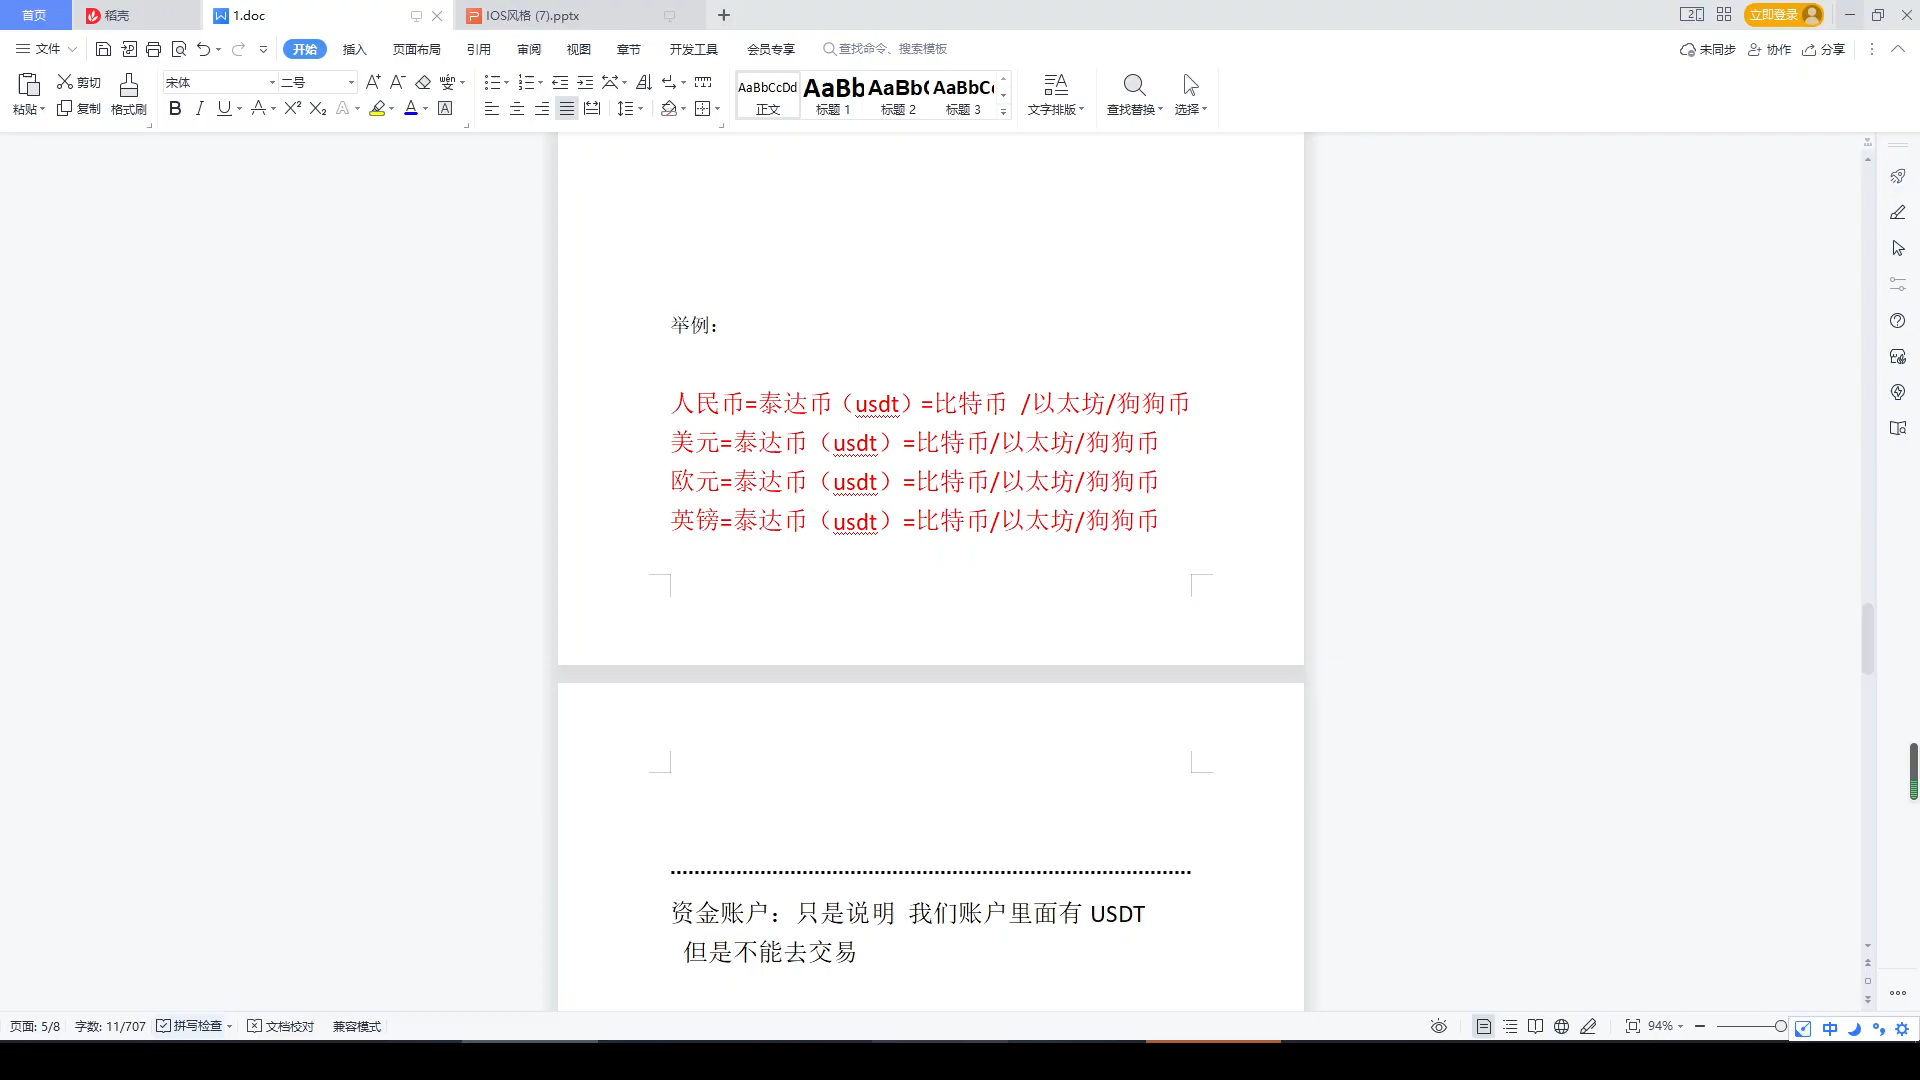 首页
稻壳
1.doc
IOS风格 (7).pptx
立即登录
文件
开始 插入 页面布局 引用 审阅 视图 章节 开发工具 会员专享 查找命令、搜索模板
未同步 协作 分享
粘贴 剪切 复制 格式刷
宋体 二号
AaBbCcDd AaBb AaBb( AaBbC
正文 标题 1 标题 2 标题 3
文字排版 查找替换 选择
举例：
人民币=泰达币（usdt）=比特币 /以太坊/狗狗币
美元=泰达币（usdt）=比特币/以太坊/狗狗币
欧元=泰达币（usdt）=比特币/以太坊/狗狗币
英镑=泰达币（usdt）=比特币/以太坊/狗狗币
资金账户：只是说明 我们账户里面有 USDT
但是不能去交易
页面: 5/8 字数: 11/707 拼写检查 文档校对 兼容模式
94%
中